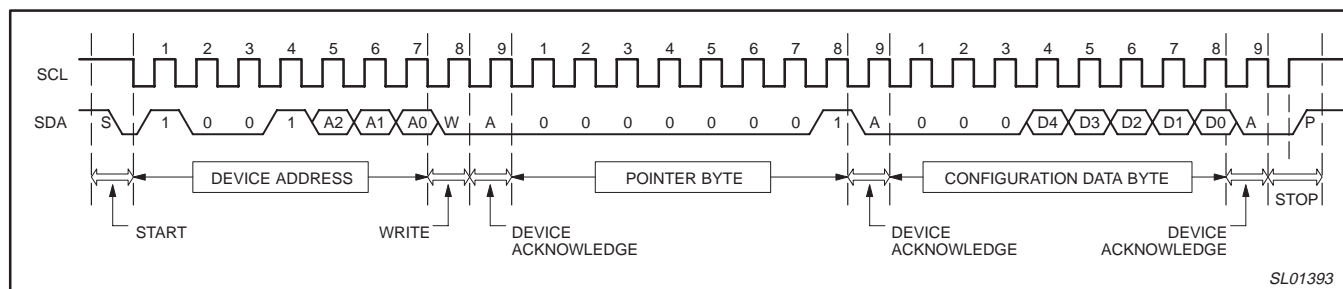 1 2 3 4 5 6 7 8 9 1 2 3 4 5 6 7 8 9 1 2 3 4 5 6 7 8 9
SCL
SDA S 1 0 0 1 A2 A1 A0 W A 0 0 0 0 0 0 0 1 A 0 0 0 D4 D3 D2 D1 D0 A P
DEVICE ADDRESS POINTER BYTE CONFIGURATION DATA BYTE
STOP
START WRITE DEVICE ACKNOWLEDGE DEVICE ACKNOWLEDGE DEVICE ACKNOWLEDGE
SL01393